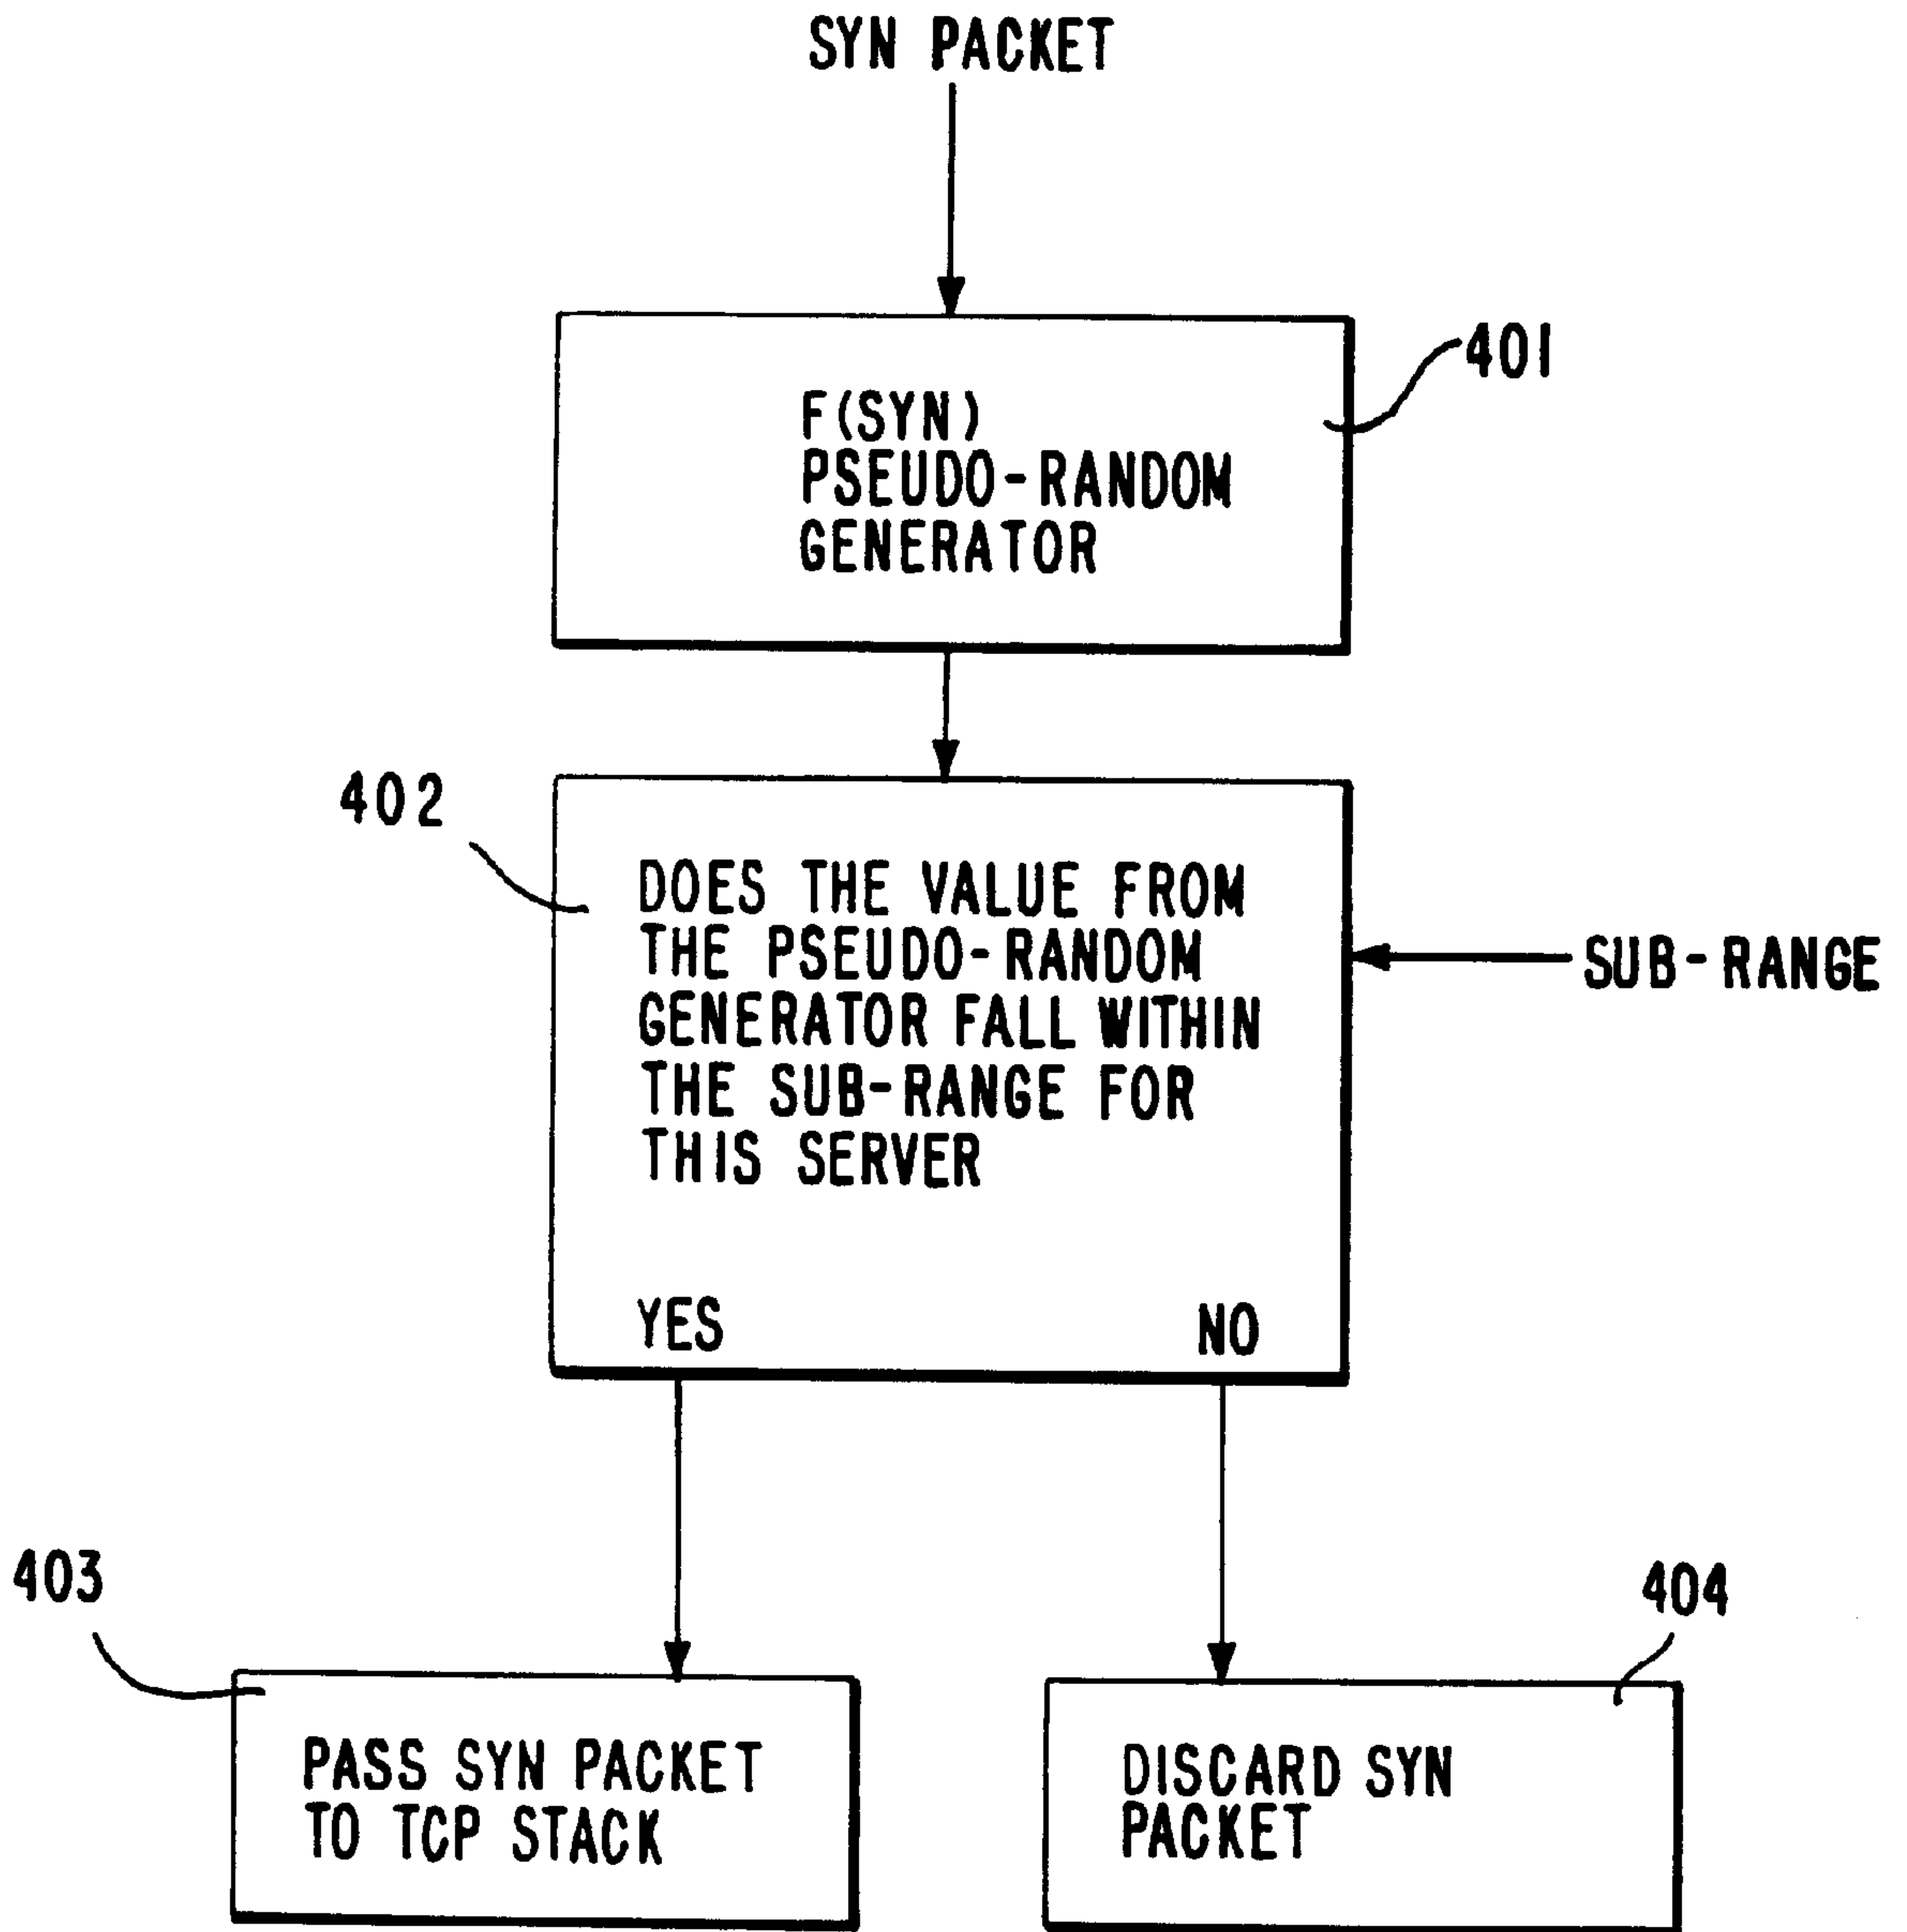 SYN PACKET
401
F(SYN)
PSEUDO-RANDOM
GENERATOR
402
DOES THE VALUE FROM
THE PSEUDO-RANDOM
GENERATOR FALL WITHIN
THE SUB-RANGE FOR
THIS SERVER
SUB-RANGE
YES
NO
403
404
PASS SYN PACKET
TO TCP STACK
DISCARD SYN
PACKET